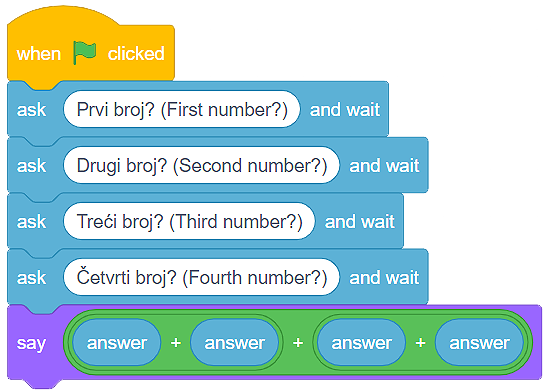 when clicked
ask Prvi broj? (First number?) and wait
ask Drugi broj? (Second number?) and wait
ask Treći broj? (Third number?) and wait
ask Četvrti broj? (Fourth number?) and wait
say answer + answer + answer + answer